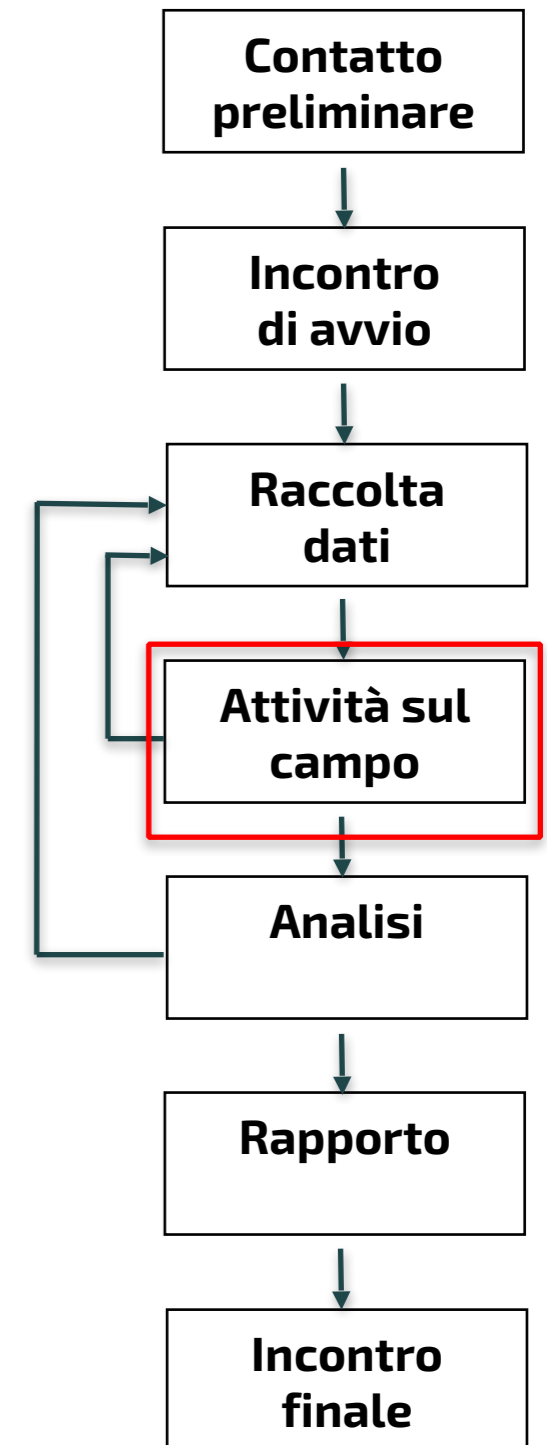 Contatto
preliminare
Incontro
di avvio
Raccolta
dati
Attività sul
campo
Analisi
Rapporto
Incontro
finale